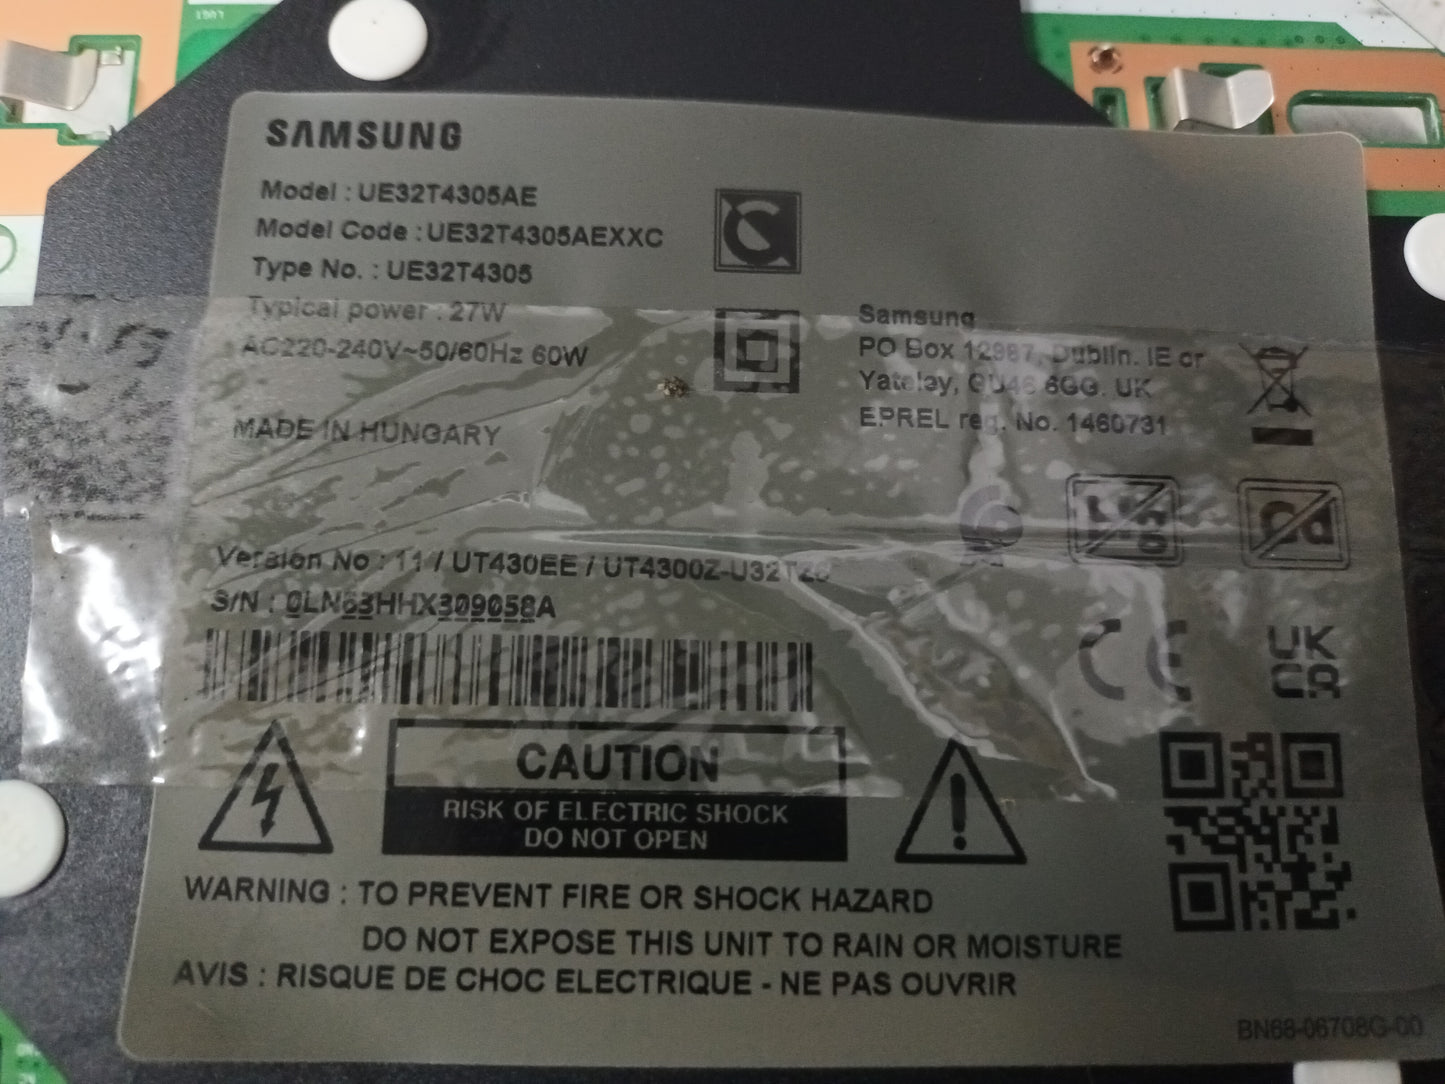 SAMSUNG
Model : UE32T4305AE
Model Code : UE32T4305AEXXC
Type No. : UE32T4305
Typical power : 27W
AC220-240V~50/60Hz 60W
MADE IN HUNGARY
Samsung
PO Box 12987, Dublin. IE or
Yateley, GU46 6GG. UK
EPREL reg. No. 1460731
Cd
Version No : 11 / UT430EE / UT4300Z-U32TZ6
S/N : 0LN63HHX309058A
CE
UK
CA
CAUTION
RISK OF ELECTRIC SHOCK
DO NOT OPEN
WARNING : TO PREVENT FIRE OR SHOCK HAZARD
DO NOT EXPOSE THIS UNIT TO RAIN OR MOISTURE
AVIS : RISQUE DE CHOC ELECTRIQUE - NE PAS OUVRIR
BN68-06708G-00